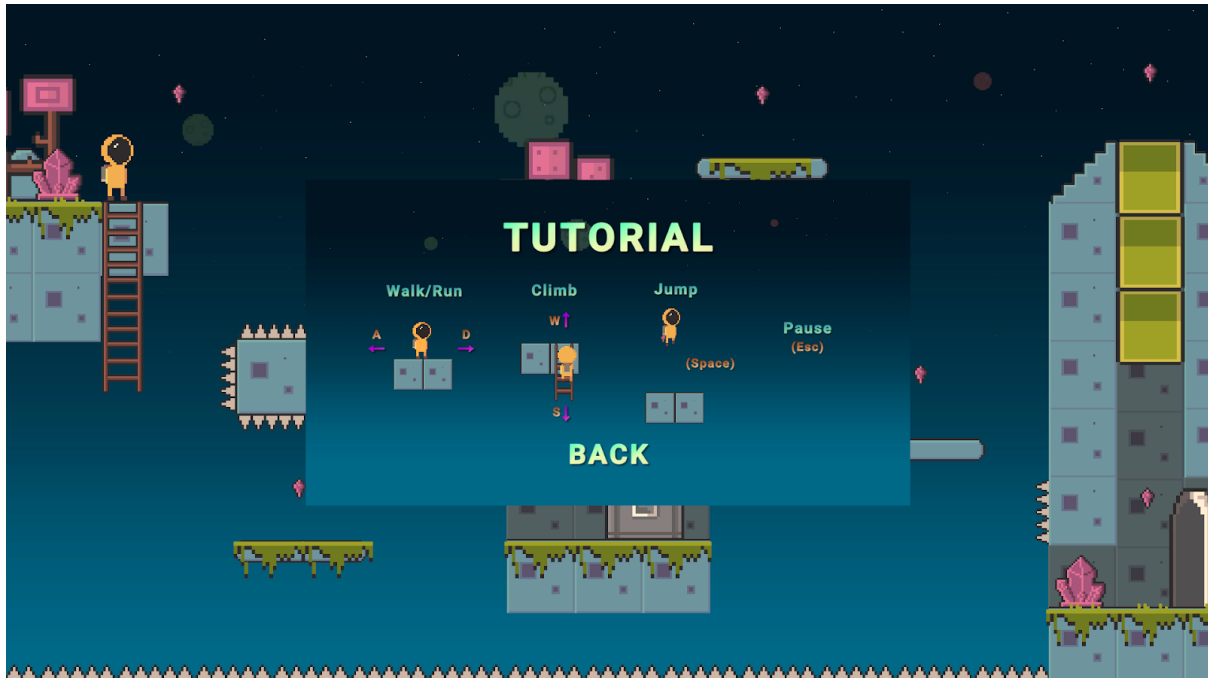 TUTORIAL
Walk/Run
Climb
Jump
W
A
D
Pause
(Esc)
(Space)
S
BACK